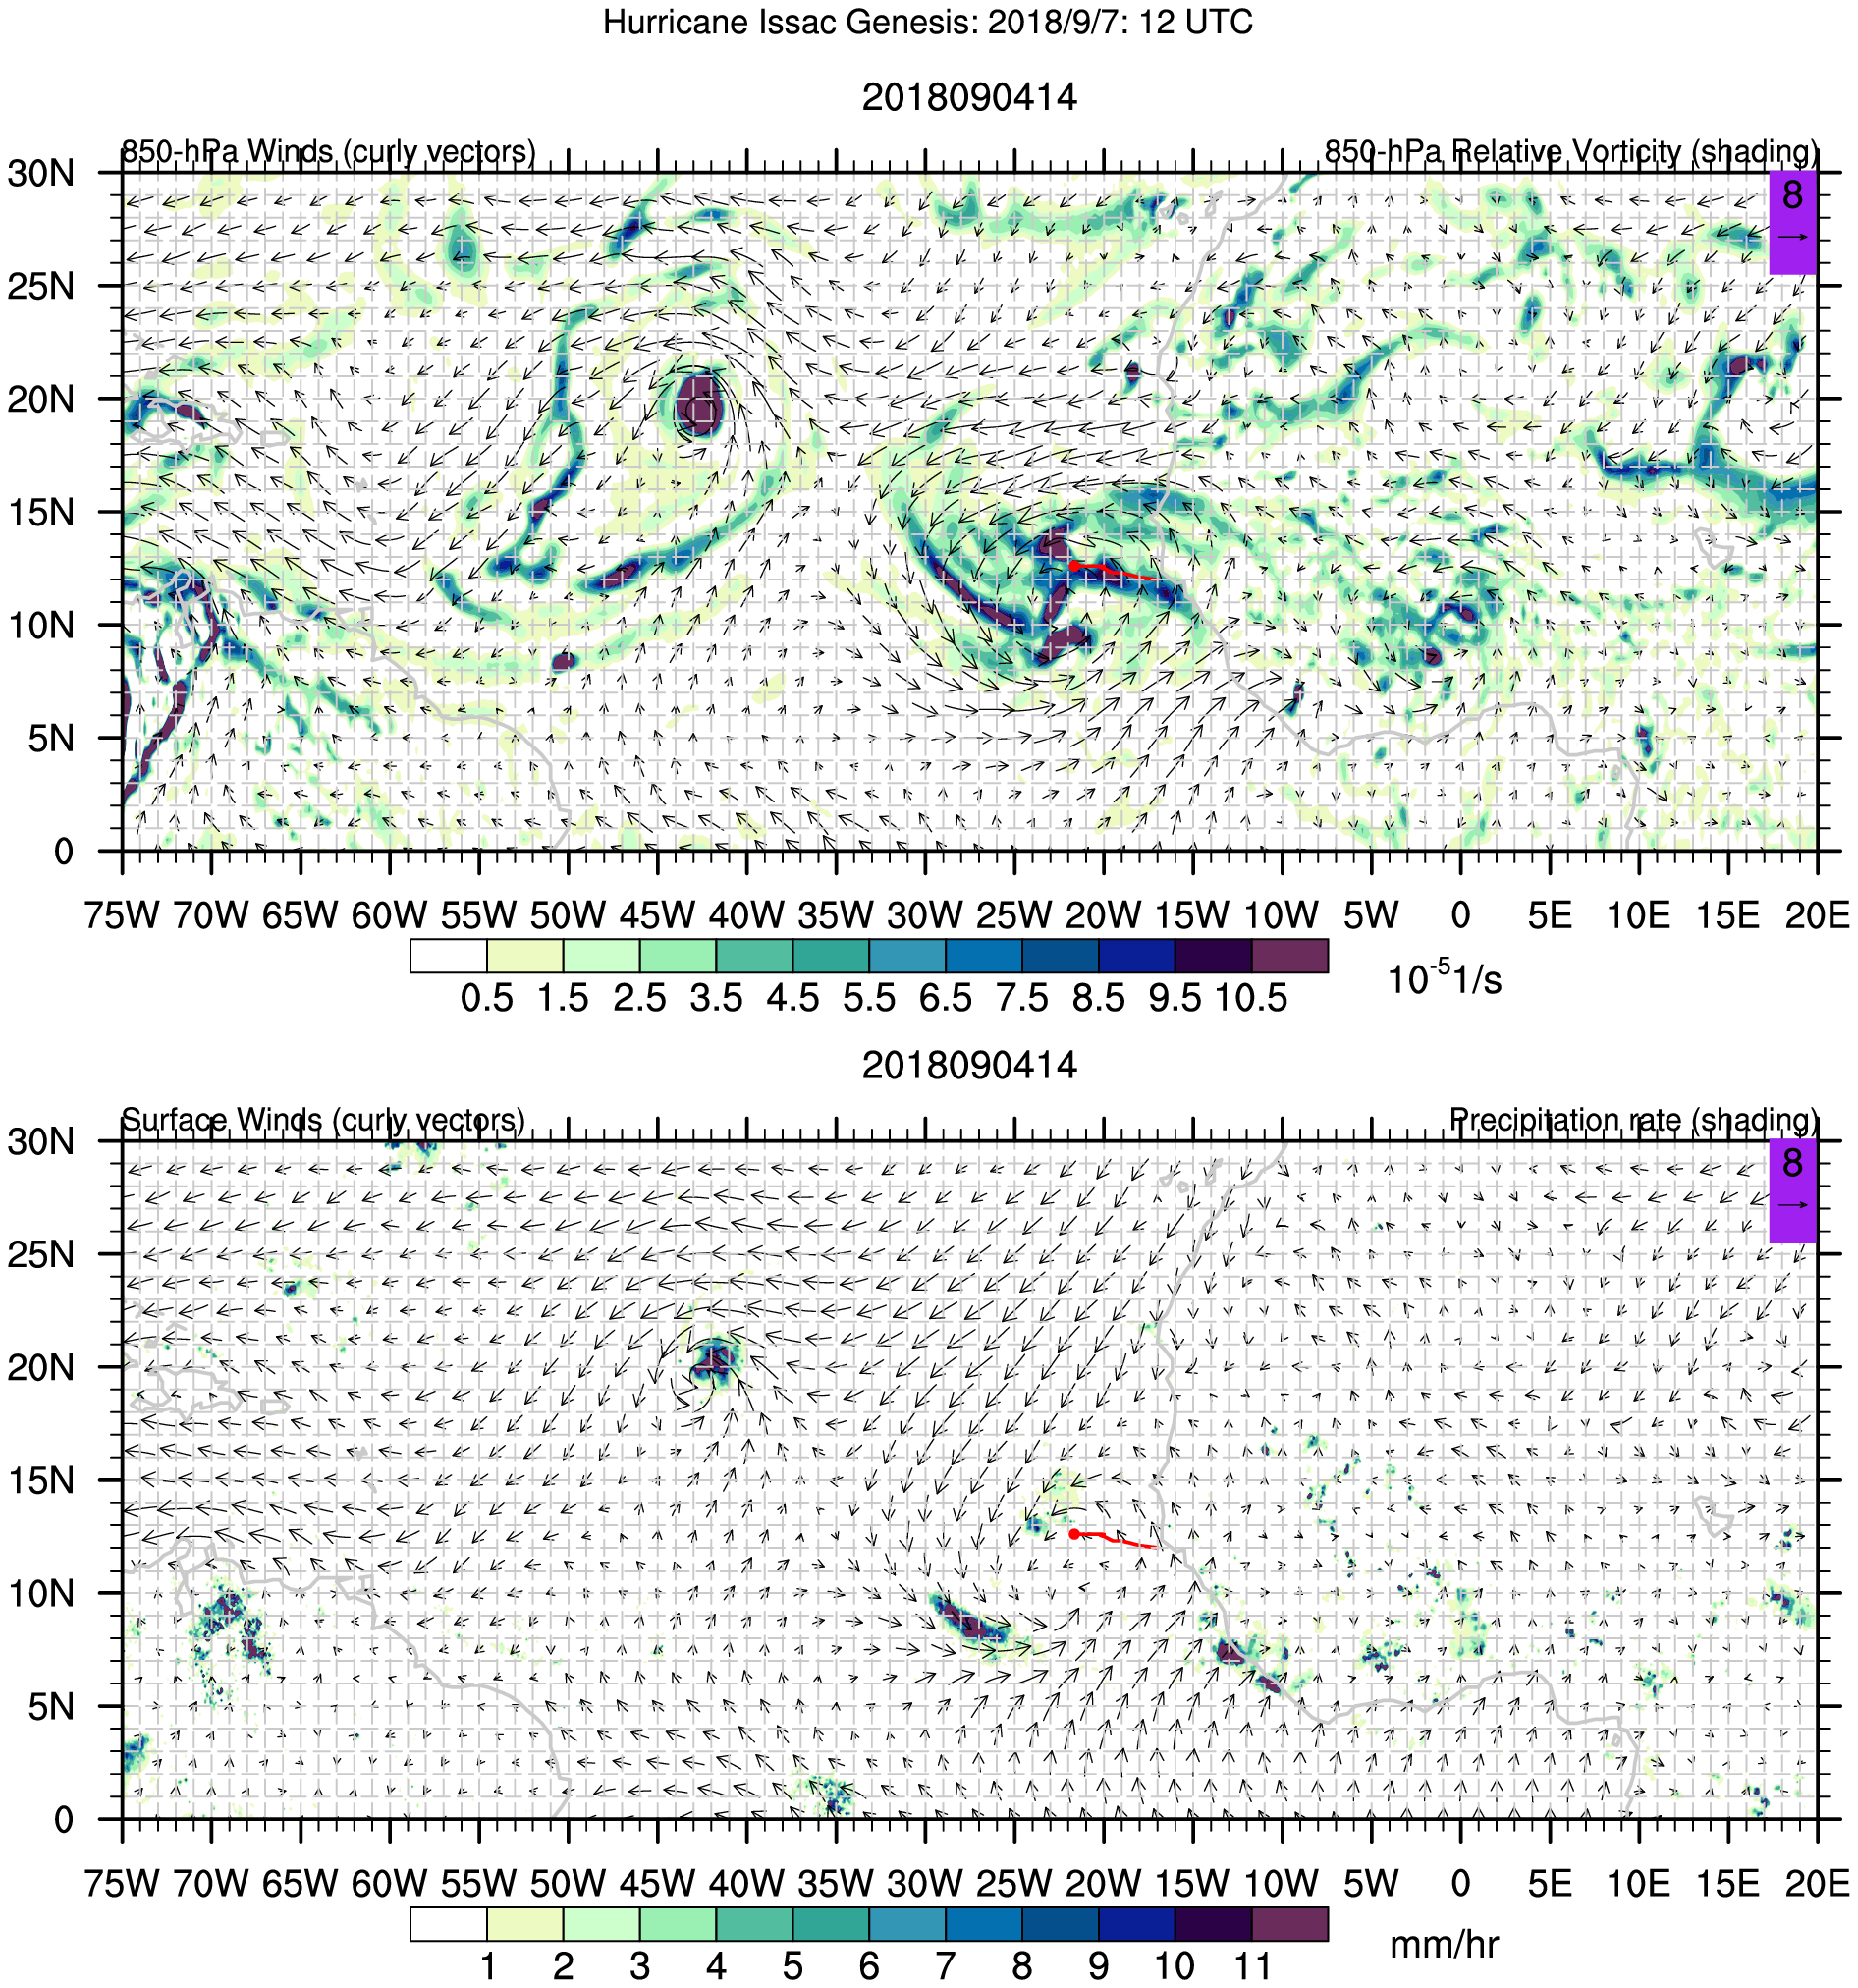 Hurricane Issac Genesis: 2018/9/7: 12 UTC
2018090414
850-hPa Winds (curly vectors) 850-hPa Relative Vorticity (shading)
8
30N
25N
20N
15N
10N
5N
0
75W 70W 65W 60W 55W 50W 45W 40W 35W 30W 25W 20W 15W 10W 5W 0 5E 10E 15E 20E
0.5 1.5 2.5 3.5 4.5 5.5 6.5 7.5 8.5 9.5 10.5
10-51/s
2018090414
Surface Winds (curly vectors) Precipitation rate (shading)
8
30N
25N
20N
15N
10N
5N
0
75W 70W 65W 60W 55W 50W 45W 40W 35W 30W 25W 20W 15W 10W 5W 0 5E 10E 15E 20E
1 2 3 4 5 6 7 8 9 10 11
mm/hr